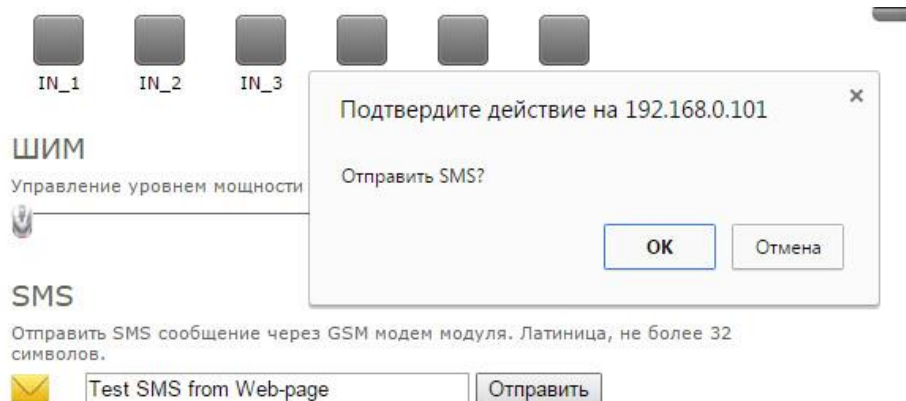 IN_1 IN_2 IN_3
Подтвердите действие на 192.168.0.101
×
Отправить SMS?
OK Отмена
ШИМ
Управление уровнем мощности
SMS
Отправить SMS сообщение через GSM модем модуля. Латиница, не более 32
символов.
Test SMS from Web-page Отправить